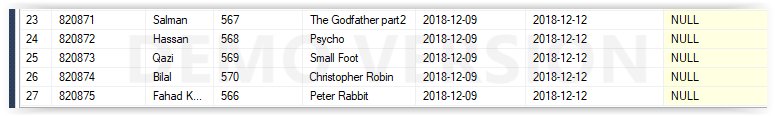 23 820871 Salman 567 The Godfather part2 2018-12-09 2018-12-12 NULL
24 820872 Hassan 568 Psycho 2018-12-09 2018-12-12 NULL
25 820873 Qazi 569 Small Foot 2018-12-09 2018-12-12 NULL
26 820874 Bilal 570 Christopher Robin 2018-12-09 2018-12-12 NULL
27 820875 Fahad K... 566 Peter Rabbit 2018-12-09 2018-12-12 NULL
DEMO VERSION